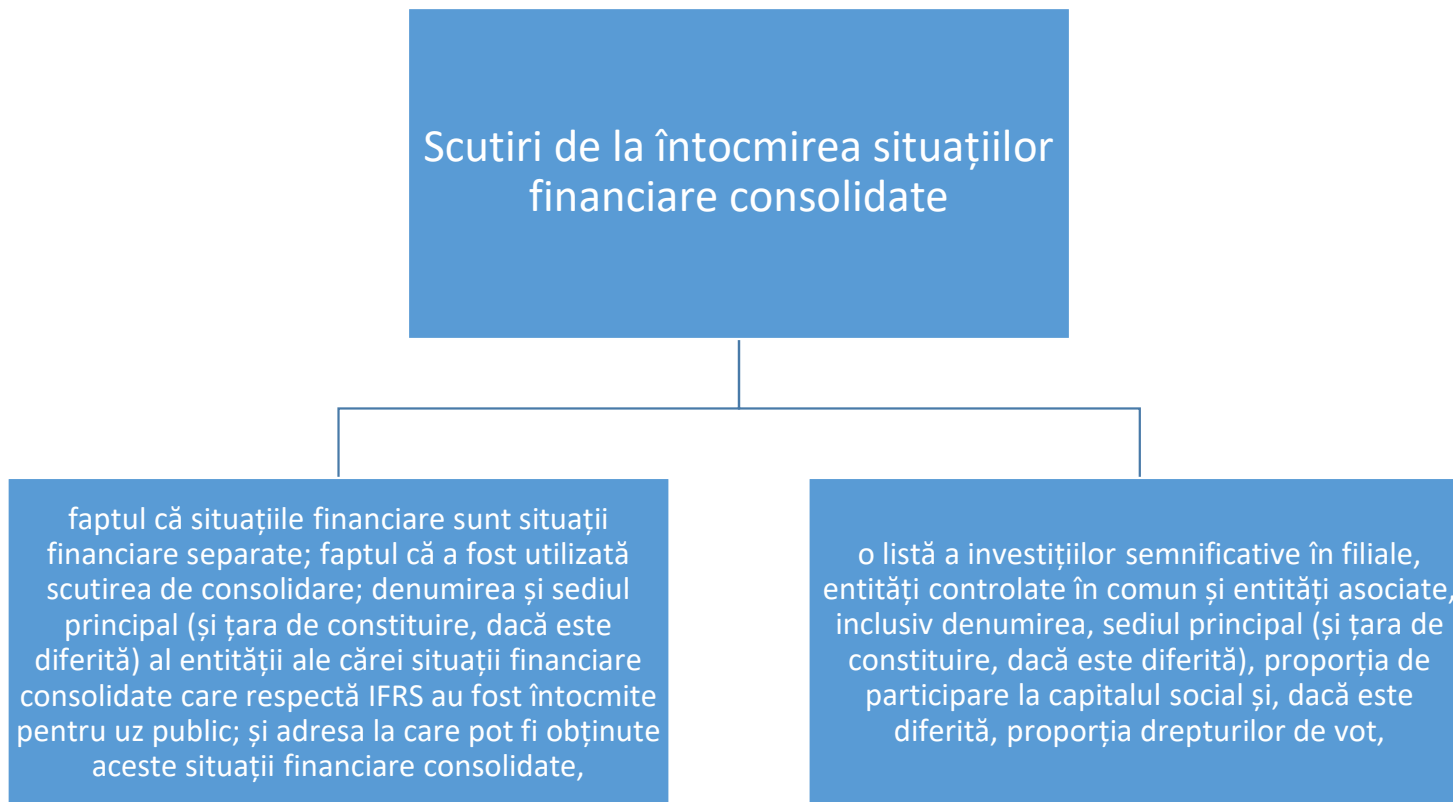 Scutiri de la întocmirea situațiilor
financiare consolidate
faptul că situațiile financiare sunt situații
financiare separate; faptul că a fost utilizată
scutirea de consolidare; denumirea și sediul
principal (și țara de constituire, dacă este
diferită) al entității ale cărei situații financiare
consolidate care respectă IFRS au fost întocmite
pentru uz public; și adresa la care pot fi obținute
aceste situații financiare consolidate,
o listă a investițiilor semnificative în filiale,
entități controlate în comun și entități asociate,
inclusiv denumirea, sediul principal (și țara de
constituire, dacă este diferită), proporția de
participare la capitalul social și, dacă este
diferită, proporția drepturilor de vot,